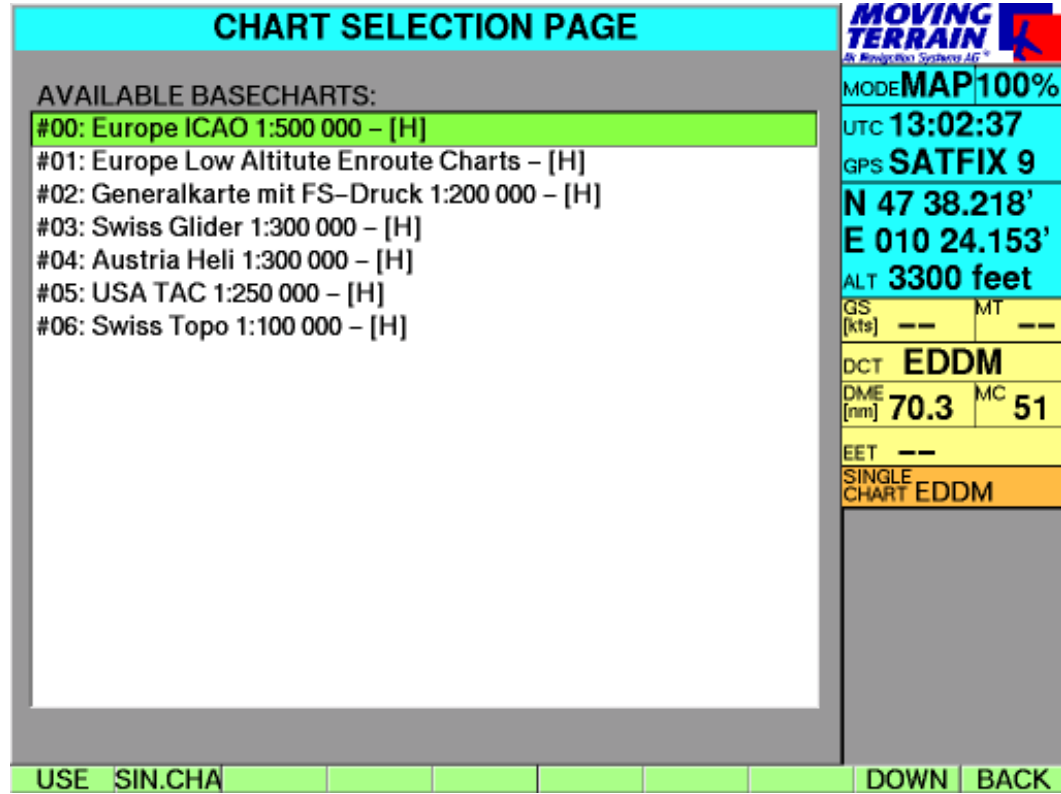 CHART SELECTION PAGE
AVAILABLE BASECHARTS:
#00: Europe ICAO 1:500 000 – [H]
#01: Europe Low Altitute Enroute Charts – [H]
#02: Generalkarte mit FS–Druck 1:200 000 – [H]
#03: Swiss Glider 1:300 000 – [H]
#04: Austria Heli 1:300 000 – [H]
#05: USA TAC 1:250 000 – [H]
#06: Swiss Topo 1:100 000 – [H]
MOVING
TERRAIN
Air Navigation Systems AG ®
MODE MAP 100%
UTC 13:02:37
GPS SATFIX 9
N 47 38.218'
E 010 24.153'
ALT 3300 feet
GS [kts] –– MT ––
DCT EDDM
DME [nm] 70.3 MC 51
EET ––
SINGLE CHART EDDM
USE SIN.CHA DOWN BACK